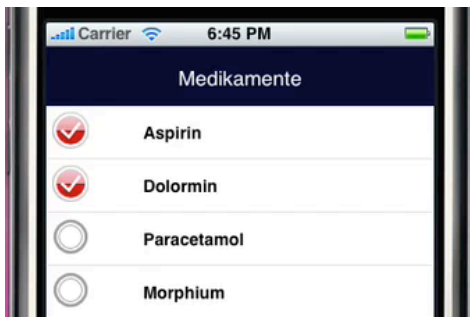 Carrier 6:45 PM
Medikamente
Aspirin
Dolormin
Paracetamol
Morphium